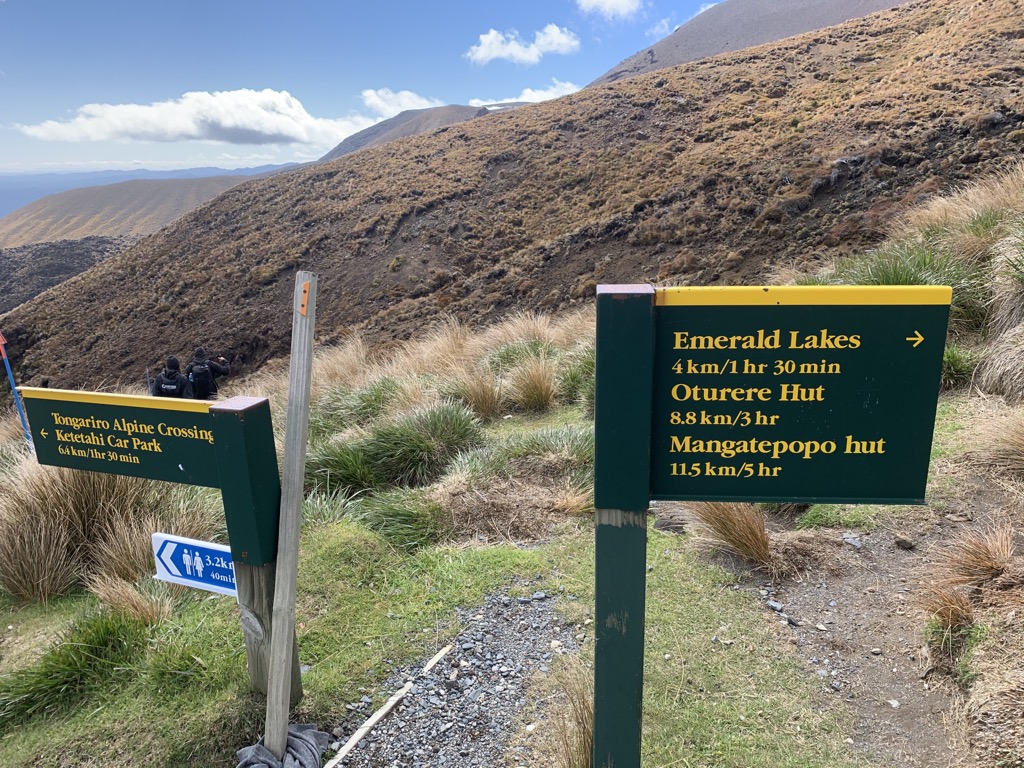 Tongariro Alpine Crossing
Ketetahi Car Park
6.4 km/1hr 30 min
3.2k
40min
Emerald Lakes
4 km/1 hr 30 min
Oturere Hut
8.8 km/3 hr
Mangatepopo hut
11.5 km/5 hr